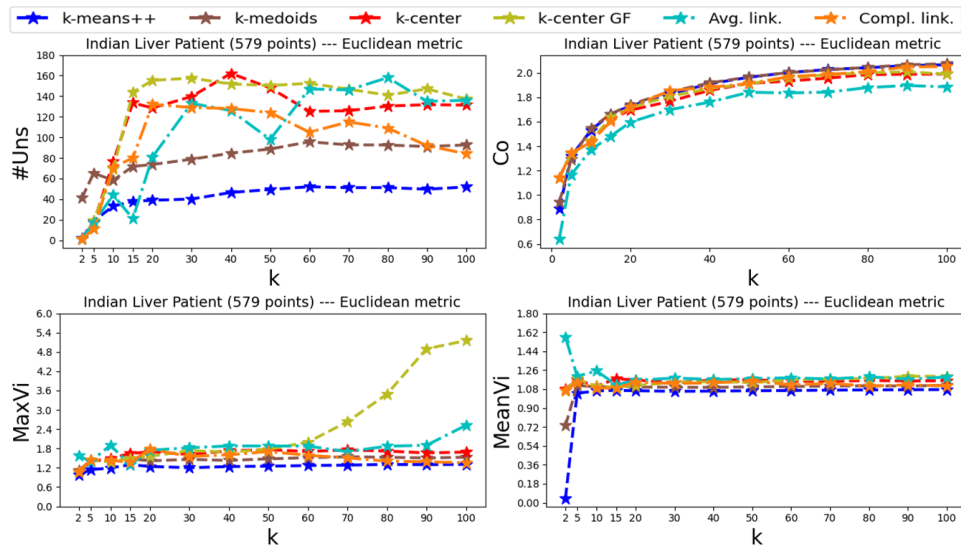 k-means++ k-medoids k-center k-center GF Avg. link. Compl. link.
Indian Liver Patient (579 points) --- Euclidean metric
#Uns
180
160
140
120
100
80
60
40
20
0
2 5 10 15 20 30 40 50 60 70 80 90 100
k
Indian Liver Patient (579 points) --- Euclidean metric
Co
2.0
1.8
1.6
1.4
1.2
1.0
0.8
0.6
0 20 40 60 80 100
k
Indian Liver Patient (579 points) --- Euclidean metric
MaxVi
6.0
5.4
4.8
4.2
3.6
3.0
2.4
1.8
1.2
0.6
0.0
2 5 10 15 20 30 40 50 60 70 80 90 100
k
Indian Liver Patient (579 points) --- Euclidean metric
MeanVi
1.80
1.62
1.44
1.26
1.08
0.90
0.72
0.54
0.36
0.18
0.00
2 5 10 15 20 30 40 50 60 70 80 90 100
k